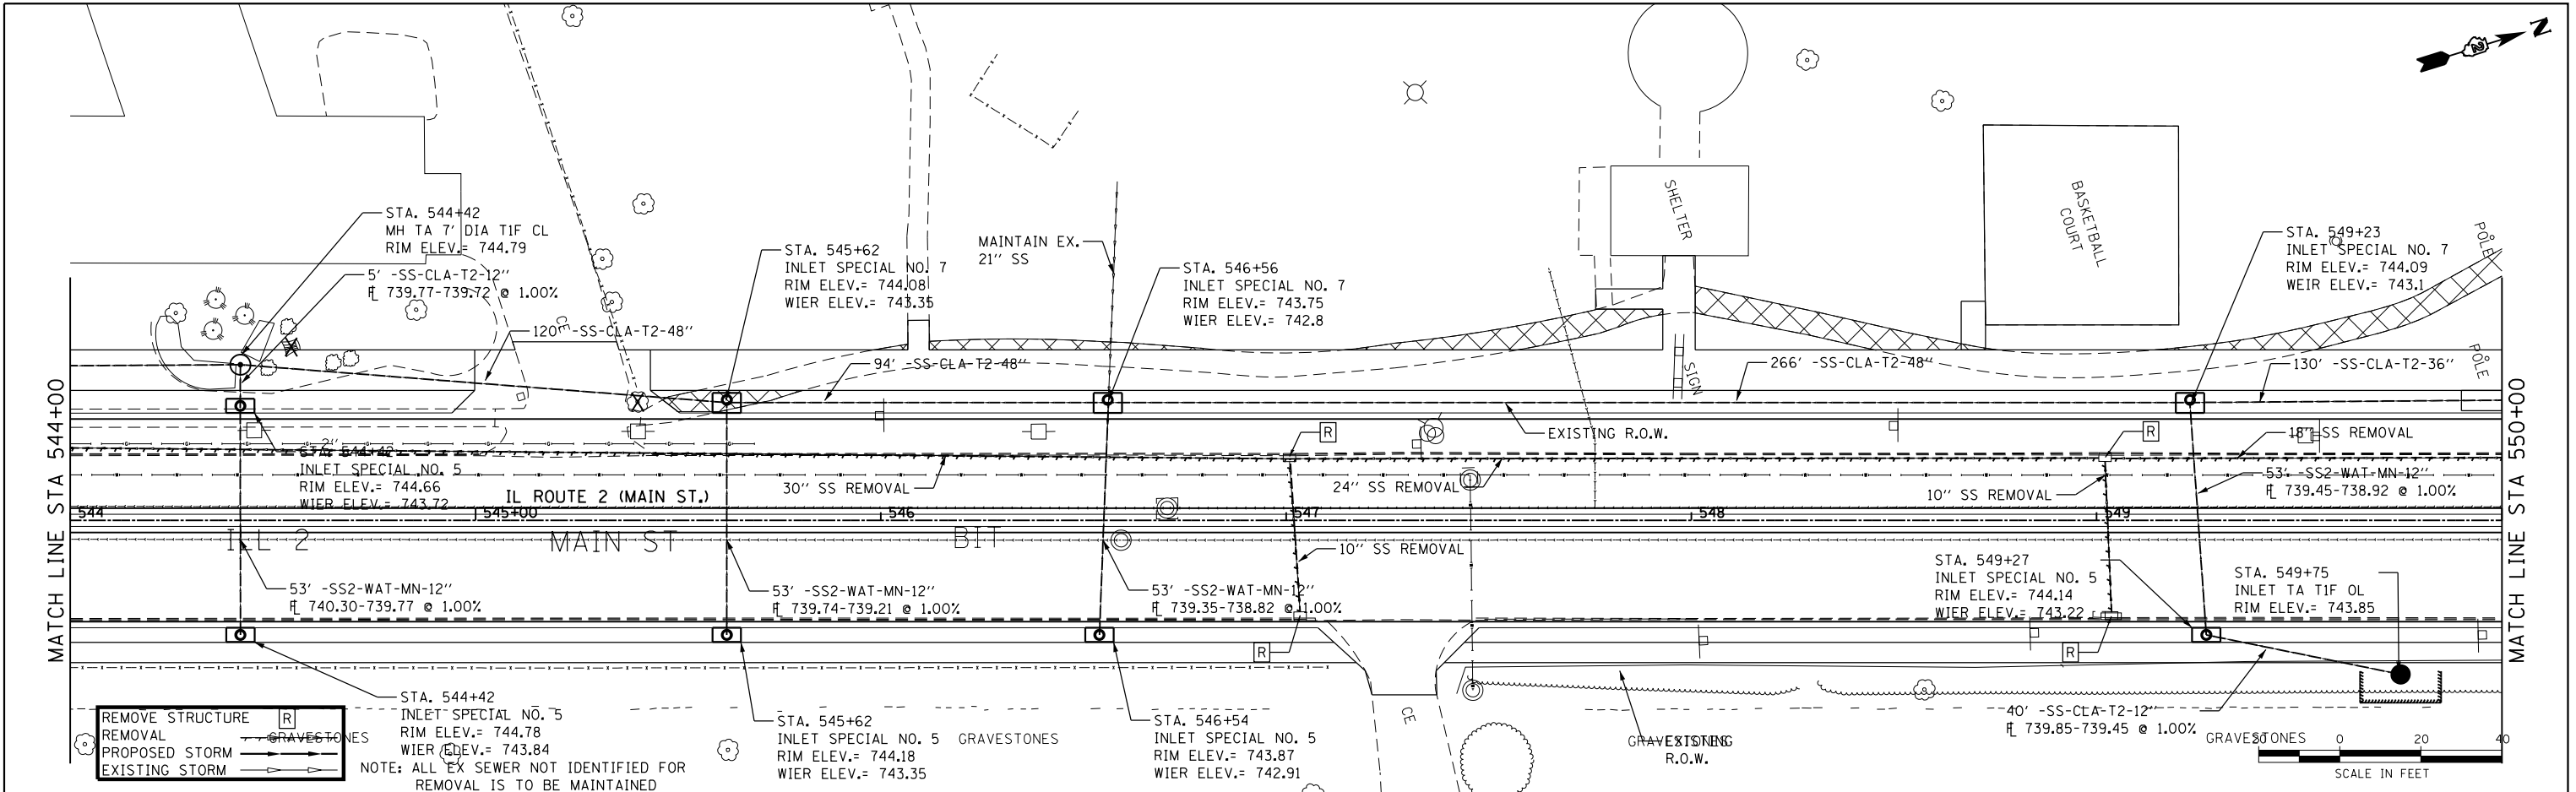 N
2
STA. 544+42
MH TA 7' DIA T1F CL
RIM ELEV.= 744.79
5' -SS-CLA-T2-12''
FL 739.77-739.72 @ 1.00%
120' -SS-CLA-T2-48''
CE
STA. 545+62
INLET SPECIAL NO. 7
RIM ELEV.= 744.08
WIER ELEV.= 743.35
MAINTAIN EX.
21'' SS
STA. 546+56
INLET SPECIAL NO. 7
RIM ELEV.= 743.75
WIER ELEV.= 742.8
94' -SS-CLA-T2-48''
SHELTER
SIGN
BASKETBALL
COURT
266' -SS-CLA-T2-48''
STA. 549+23
INLET SPECIAL NO. 7
RIM ELEV.= 744.09
WEIR ELEV.= 743.1
POLE
POLE
130' -SS-CLA-T2-36''
MATCH LINE STA 544+00
MATCH LINE STA 550+00
2''
STA. 544+42
INLET SPECIAL NO. 5
RIM ELEV.= 744.66
WIER ELEV.= 743.72
IL ROUTE 2 (MAIN ST.)
30'' SS REMOVAL
R
EXISTING R.O.W.
24'' SS REMOVAL
R
18'' SS REMOVAL
10'' SS REMOVAL
53' -SS2-WAT-MN-12''
FL 739.45-738.92 @ 1.00%
544
545+00
546
547
548
549
ILL 2
MAIN ST
BIT
10'' SS REMOVAL
53' -SS2-WAT-MN-12''
FL 740.30-739.77 @ 1.00%
53' -SS2-WAT-MN-12''
FL 739.74-739.21 @ 1.00%
53' -SS2-WAT-MN-12''
FL 739.35-738.82 @ 1.00%
STA. 549+27
INLET SPECIAL NO. 5
RIM ELEV.= 744.14
WIER ELEV.= 743.22
STA. 549+75
INLET TA T1F OL
RIM ELEV.= 743.85
R
R
STA. 544+42
INLET SPECIAL NO. 5
RIM ELEV.= 744.78
WIER ELEV.= 743.84
STA. 545+62
INLET SPECIAL NO. 5
RIM ELEV.= 744.18
WIER ELEV.= 743.35
GRAVESTONES
STA. 546+54
INLET SPECIAL NO. 5
RIM ELEV.= 743.87
WIER ELEV.= 742.91
CE
GRAVESTONES
EXISTING
R.O.W.
40' -SS-CLA-T2-12''
FL 739.85-739.45 @ 1.00%
GRAVESTONES
REMOVE STRUCTURE R
REMOVAL
PROPOSED STORM
EXISTING STORM
GRAVESTONES
NOTE: ALL EX SEWER NOT IDENTIFIED FOR
REMOVAL IS TO BE MAINTAINED
20 0 20 40
SCALE IN FEET